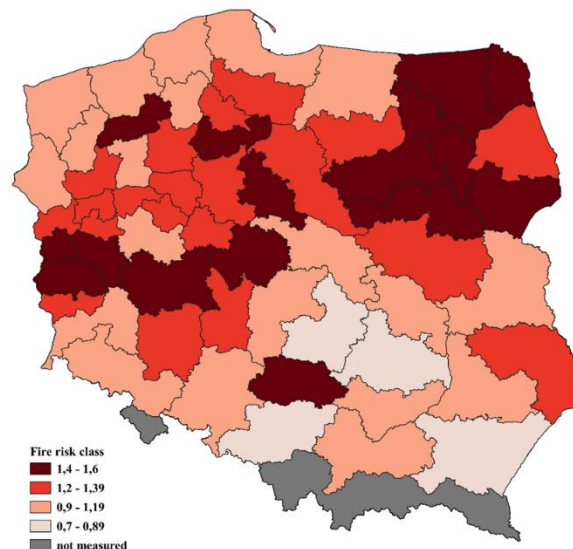 Fire risk class
1,4 - 1,6
1,2 - 1,39
0,9 - 1,19
0,7 - 0,89
not measured